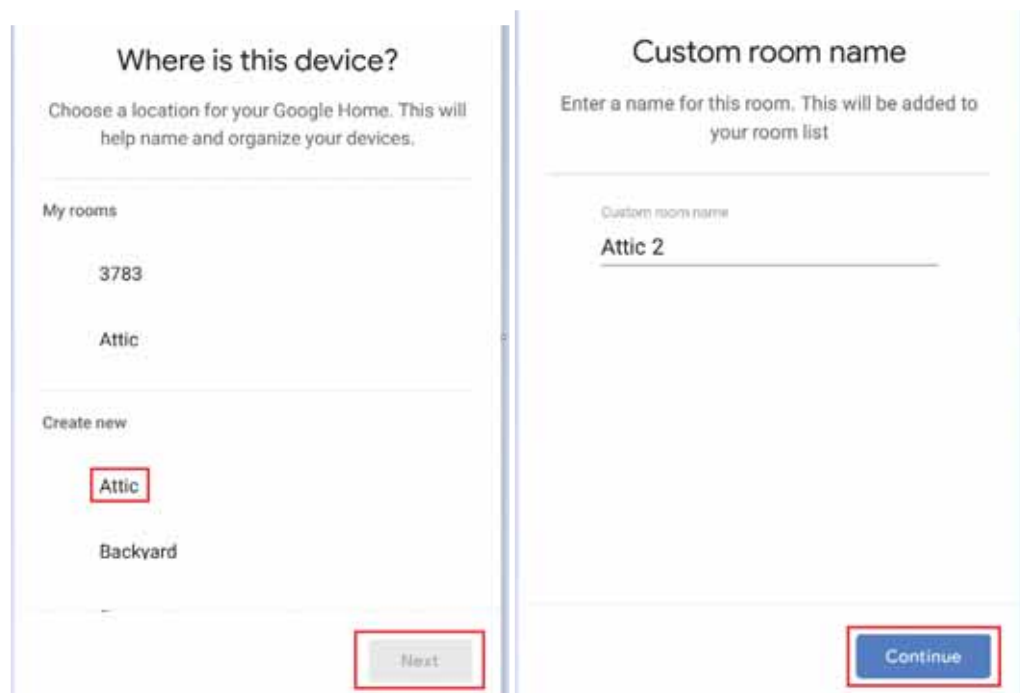 Where is this device?
Choose a location for your Google Home. This will
help name and organize your devices.
My rooms
3783
Attic
Create new
Attic
Backyard
Next
Custom room name
Enter a name for this room. This will be added to
your room list
Custom room name
Attic 2
Continue